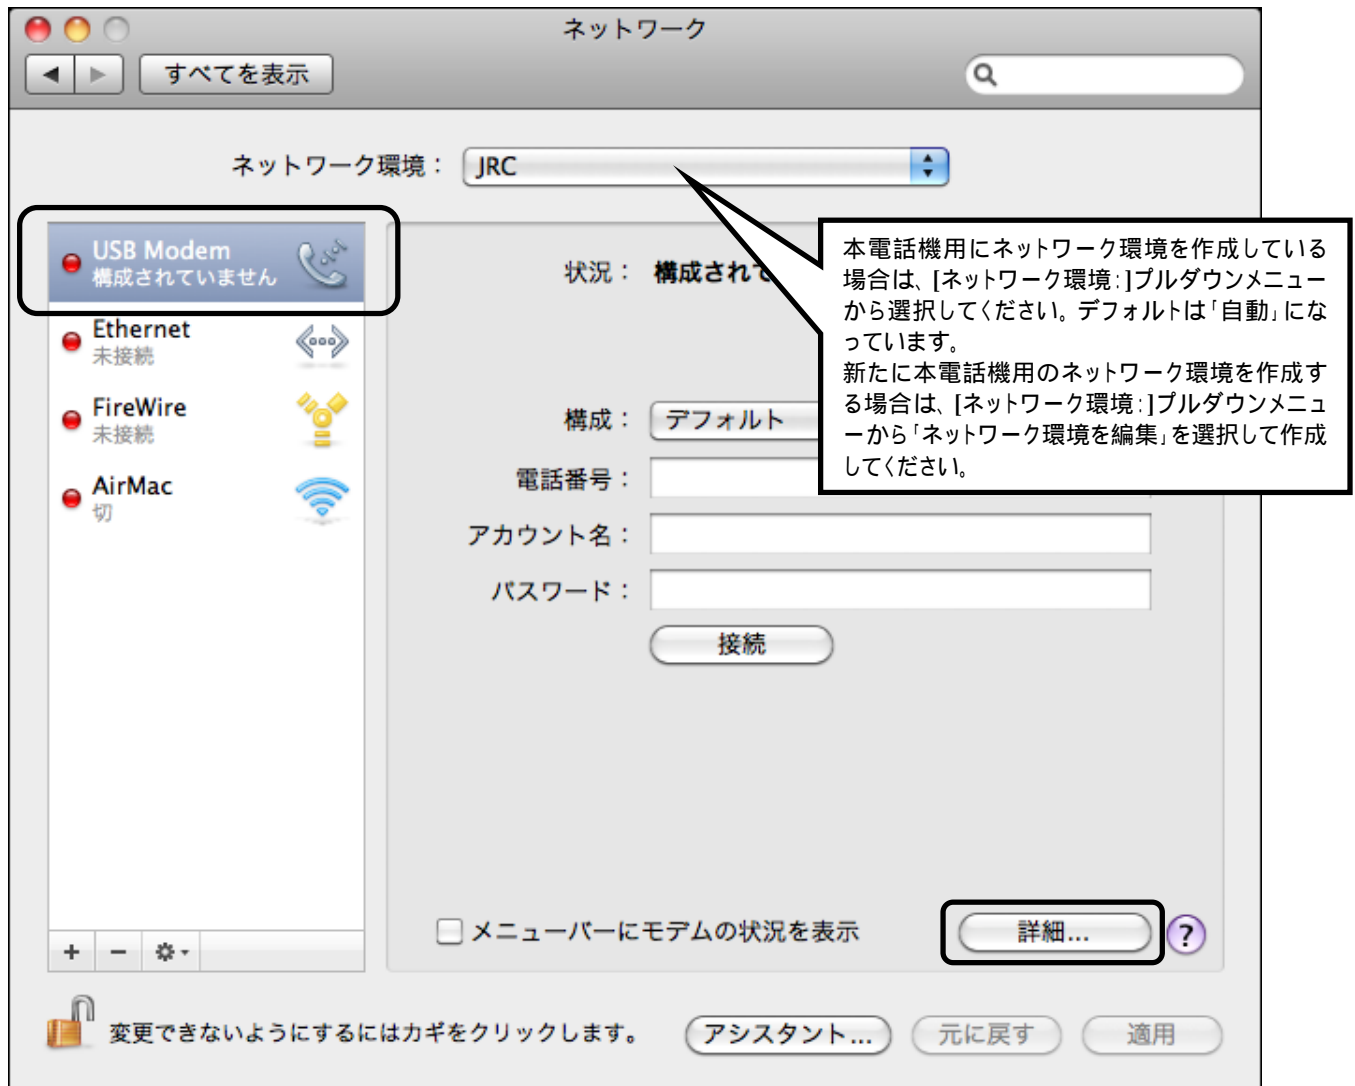 ネットワーク
すべてを表示
ネットワーク環境： JRC
USB Modem
構成されていません
Ethernet
未接続
FireWire
未接続
AirMac
切
状況： 構成されて
本電話機用にネットワーク環境を作成している
場合は、[ネットワーク環境：]プルダウンメニュー
から選択してください。デフォルトは「自動」にな
っています。
新たに本電話機用のネットワーク環境を作成す
る場合は、[ネットワーク環境：]プルダウンメニュ
ーから「ネットワーク環境を編集」を選択して作成
してください。
構成： デフォルト
電話番号：
アカウント名：
パスワード：
接続
メニューバーにモデムの状況を表示
詳細...
?
変更できないようにするにはカギをクリックします。
アシスタント...
元に戻す
適用